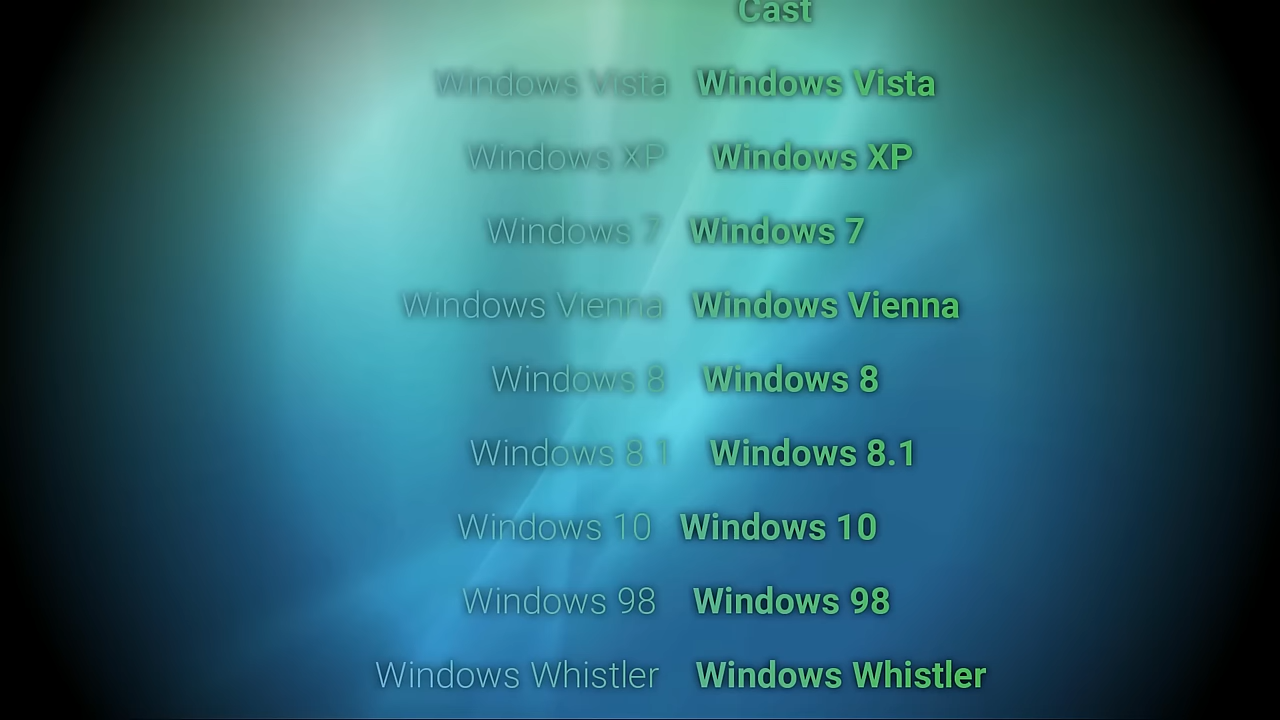 Cast
Windows Vista Windows Vista
Windows XP Windows XP
Windows 7 Windows 7
Windows Vienna Windows Vienna
Windows 8 Windows 8
Windows 8.1 Windows 8.1
Windows 10 Windows 10
Windows 98 Windows 98
Windows Whistler Windows Whistler